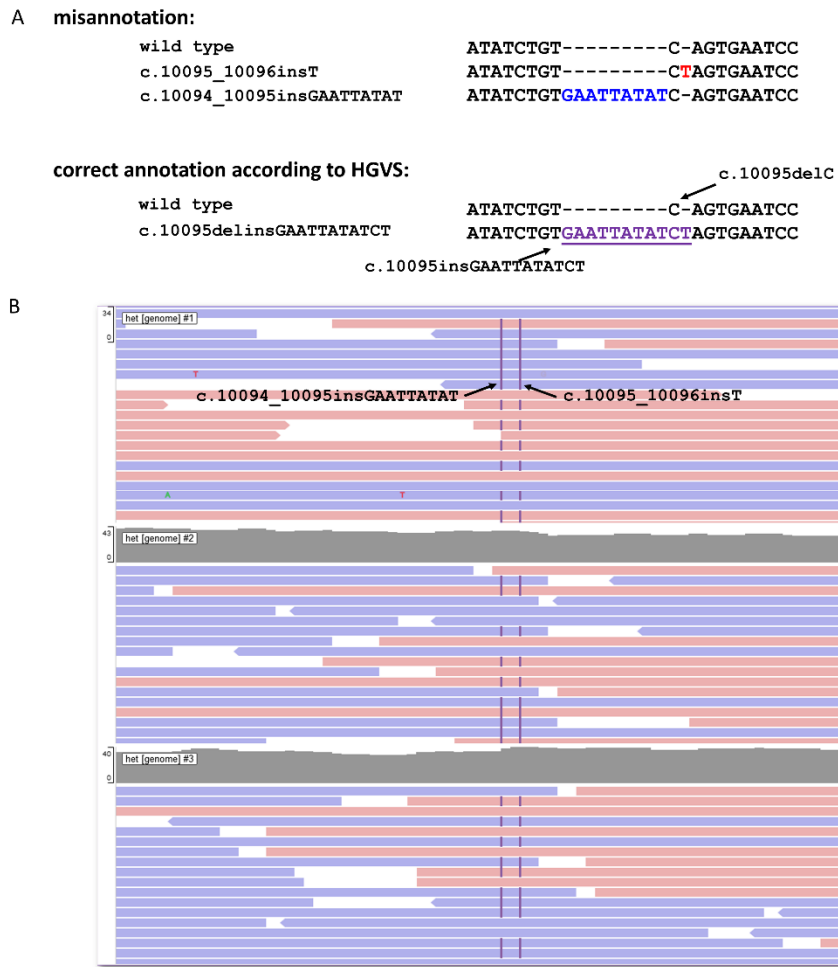 A misannotation:
wild type ATATCTGT---------C-AGTGAATCC
c.10095_10096insT ATATCTGT---------CTAGTGAATCC
c.10094_10095insGAATTATAT ATATCTGTGAATTATATC-AGTGAATCC
correct annotation according to HGVS:
c.10095delC
wild type ATATCTGT---------C-AGTGAATCC
c.10095delinsGAATTATATCT ATATCTGTGAATTATATCTAGTGAATCC
c.10095insGAATTATATCT
B
34
het [genome] #1
0
T
c.10094_10095insGAATTATAT c.10095_10096insT
A T
43
het [genome] #2
0
40
het [genome] #3
0